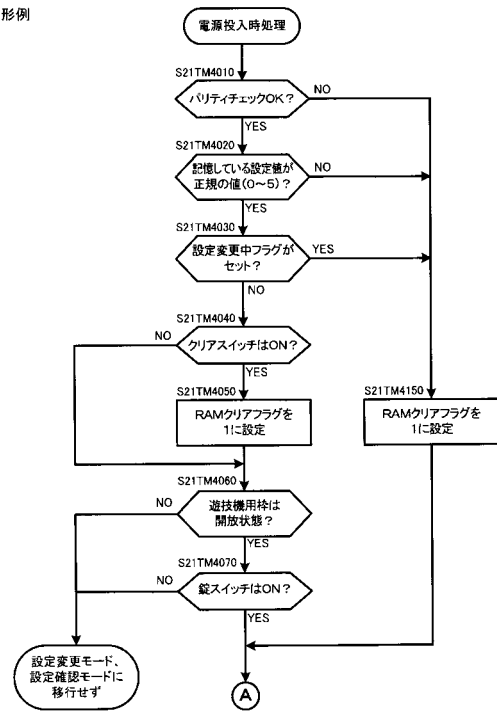 形例
電源投入時処理
S21TM4010
パリティチェックOK？
NO
YES
S21TM4020
記憶している設定値が
正規の値（0～5）？
NO
YES
S21TM4030
設定変更中フラグが
セット？
YES
NO
S21TM4040
NO
クリアスイッチはON？
YES
S21TM4050
RAMクリアフラグを
1に設定
S21TM4150
RAMクリアフラグを
1に設定
S21TM4060
NO
遊技機用枠は
開放状態？
YES
S21TM4070
NO
錠スイッチはON？
YES
設定変更モード、
設定確認モードに
移行せず
A